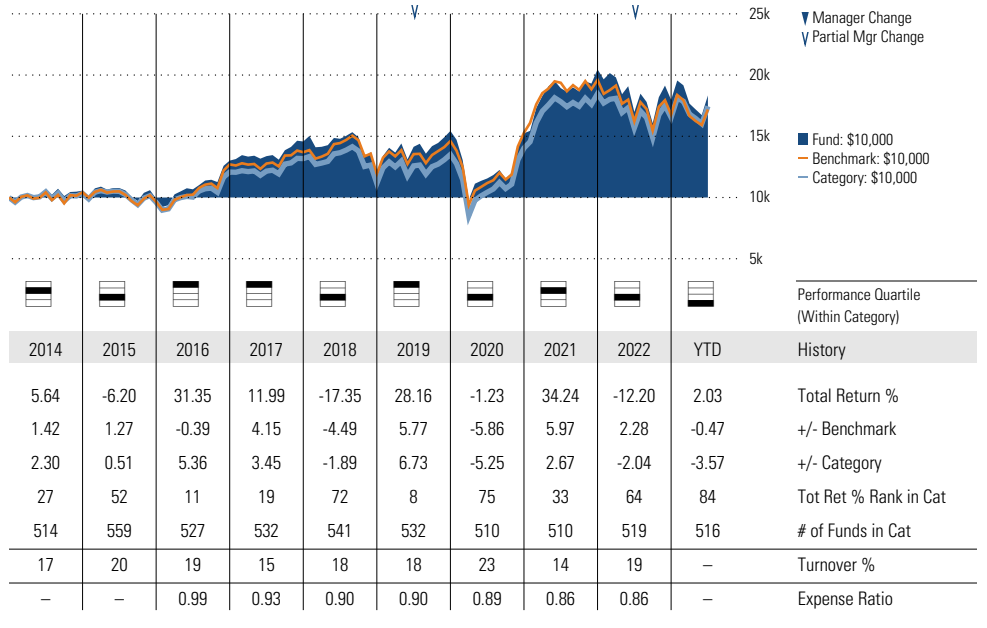 25k
▼ Manager Change
∨ Partial Mgr Change
20k
15k
Fund: $10,000
Benchmark: $10,000
Category: $10,000
10k
5k
Performance Quartile
(Within Category)
2014 2015 2016 2017 2018 2019 2020 2021 2022 YTD History
5.64 -6.20 31.35 11.99 -17.35 28.16 -1.23 34.24 -12.20 2.03 Total Return %
1.42 1.27 -0.39 4.15 -4.49 5.77 -5.86 5.97 2.28 -0.47 +/- Benchmark
2.30 0.51 5.36 3.45 -1.89 6.73 -5.25 2.67 -2.04 -3.57 +/- Category
27 52 11 19 72 8 75 33 64 84 Tot Ret % Rank in Cat
514 559 527 532 541 532 510 510 519 516 # of Funds in Cat
17 20 19 15 18 18 23 14 19 – Turnover %
– – 0.99 0.93 0.90 0.90 0.89 0.86 0.86 – Expense Ratio